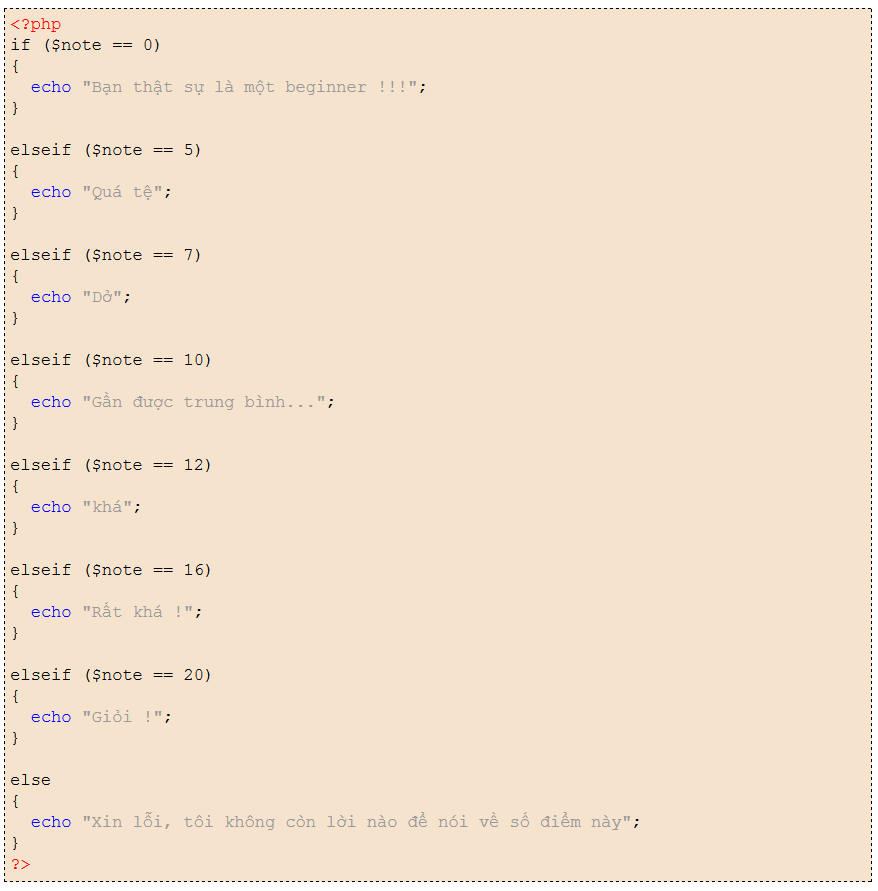 <?php
if ($note == 0)
{
  echo "Bạn thật sự là một beginner !!!";
}

elseif ($note == 5)
{
  echo "Quá tệ";
}

elseif ($note == 7)
{
  echo "Dở";
}

elseif ($note == 10)
{
  echo "Gần được trung bình...";
}

elseif ($note == 12)
{
  echo "khá";
}

elseif ($note == 16)
{
  echo "Rất khá !";
}

elseif ($note == 20)
{
  echo "Giỏi !";
}

else
{
  echo "Xin lỗi, tôi không còn lời nào để nói về số điểm này";
}
?>